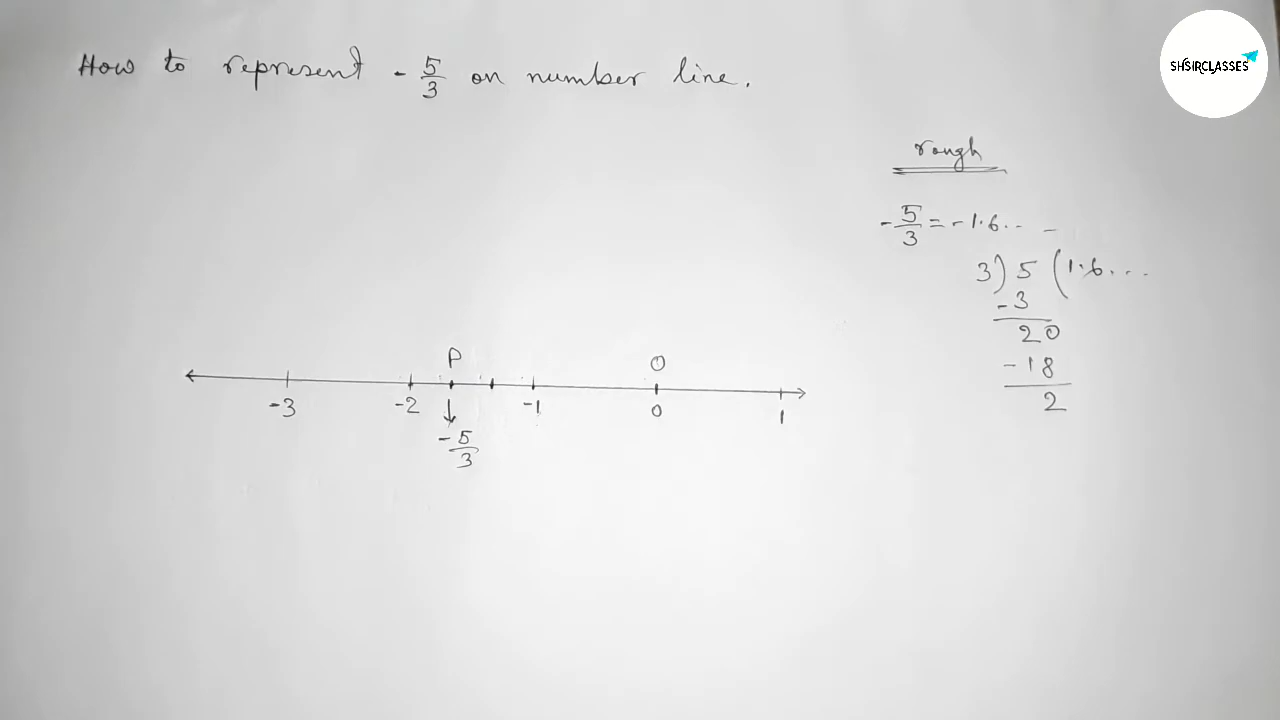 How to represent - 5/3 on number line.
SHSIRCLASSES
rough
- 5/3 = - 1.6.. -
3) 5 (1.6...
- 3
20
- 18
2
P O
-3 -2 -1 0 1
- 5/3